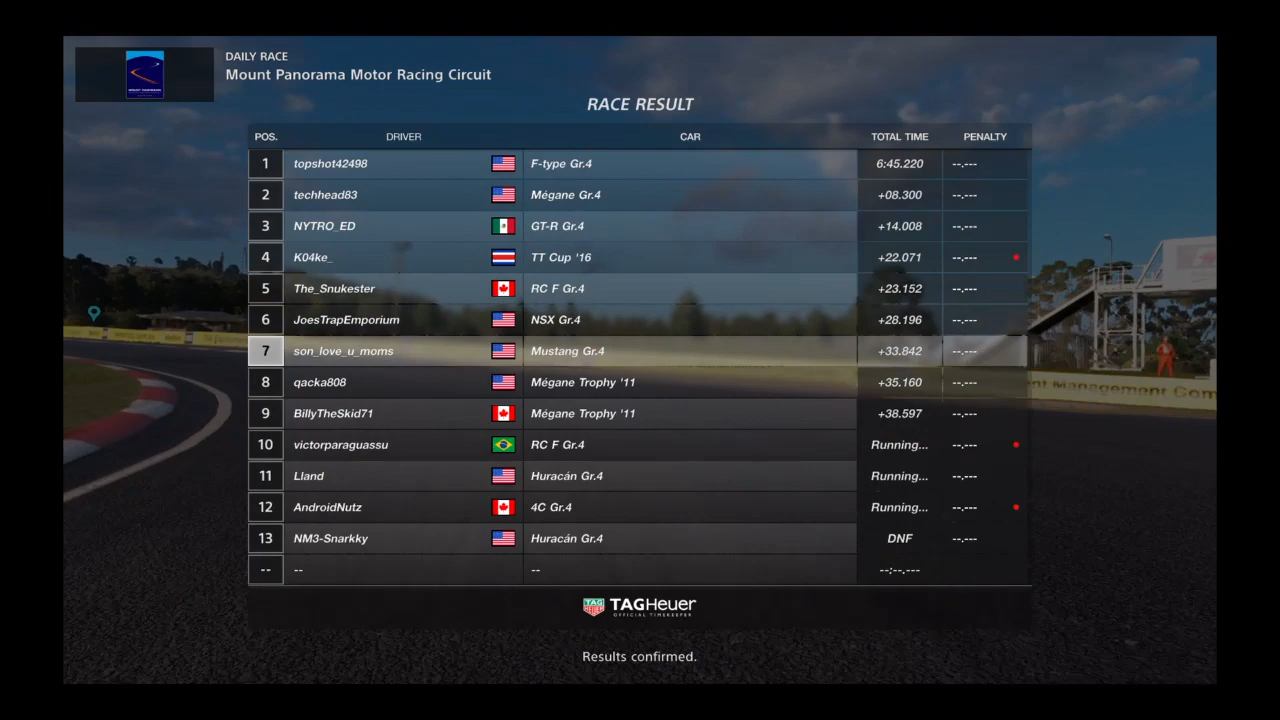 DAILY RACE
Mount Panorama Motor Racing Circuit
RACE RESULT
POS. DRIVER CAR TOTAL TIME PENALTY
1 topshot42498 F-type Gr.4 6:45.220 --.---
2 techhead83 Mégane Gr.4 +08.300 --.---
3 NYTRO_ED GT-R Gr.4 +14.008 --.---
4 K04ke_ TT Cup '16 +22.071 --.---
5 The_Snukester RC F Gr.4 +23.152 --.---
6 JoesTrapEmporium NSX Gr.4 +28.196 --.---
7 son_love_u_moms Mustang Gr.4 +33.842 --.---
8 qacka808 Mégane Trophy '11 +35.160 --.---
9 BillyTheSkid71 Mégane Trophy '11 +38.597 --.---
10 victorparaguassu RC F Gr.4 Running... --.---
11 Lland Huracán Gr.4 Running... --.---
12 AndroidNutz 4C Gr.4 Running... --.---
13 NM3-Snarkky Huracán Gr.4 DNF --.---
-- -- -- --:--.---
TAG HEUER TAGHeuer
OFFICIAL TIMEKEEPER
Results confirmed.